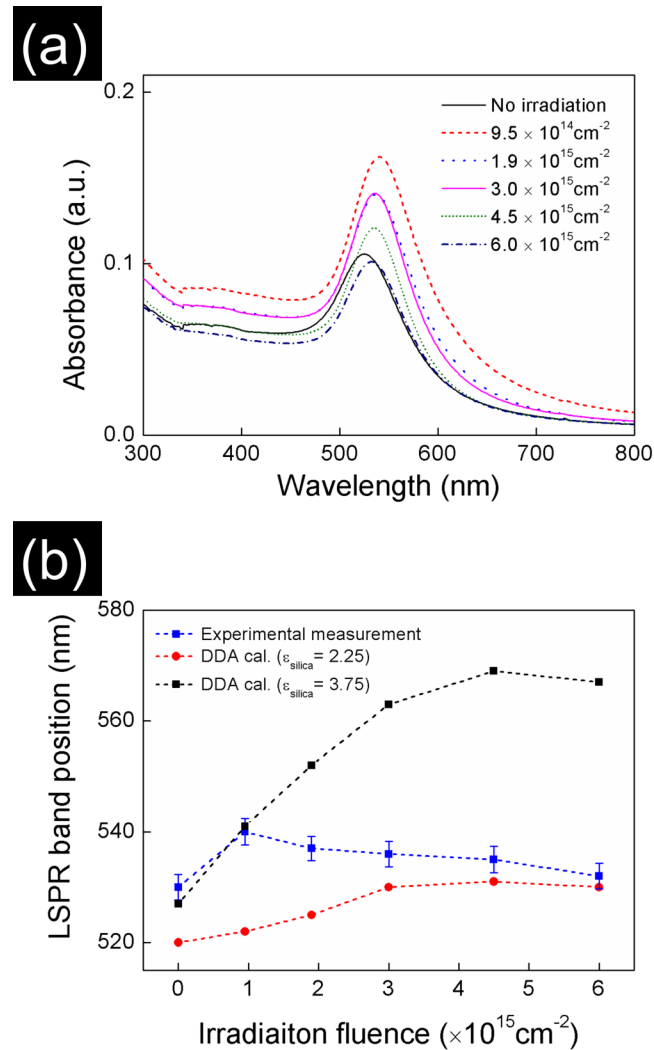 (a)
0.2
0.1
0.0
Absorbance (a.u.)
No irradiation
9.5 × 10¹⁴cm⁻²
1.9 × 10¹⁵cm⁻²
3.0 × 10¹⁵cm⁻²
4.5 × 10¹⁵cm⁻²
6.0 × 10¹⁵cm⁻²
300 400 500 600 700 800
Wavelength (nm)
(b)
580
560
540
520
LSPR band position (nm)
Experimental measurement
DDA cal. (εsilica= 2.25)
DDA cal. (εsilica= 3.75)
0 1 2 3 4 5 6
Irradiaiton fluence (×10¹⁵cm⁻²)